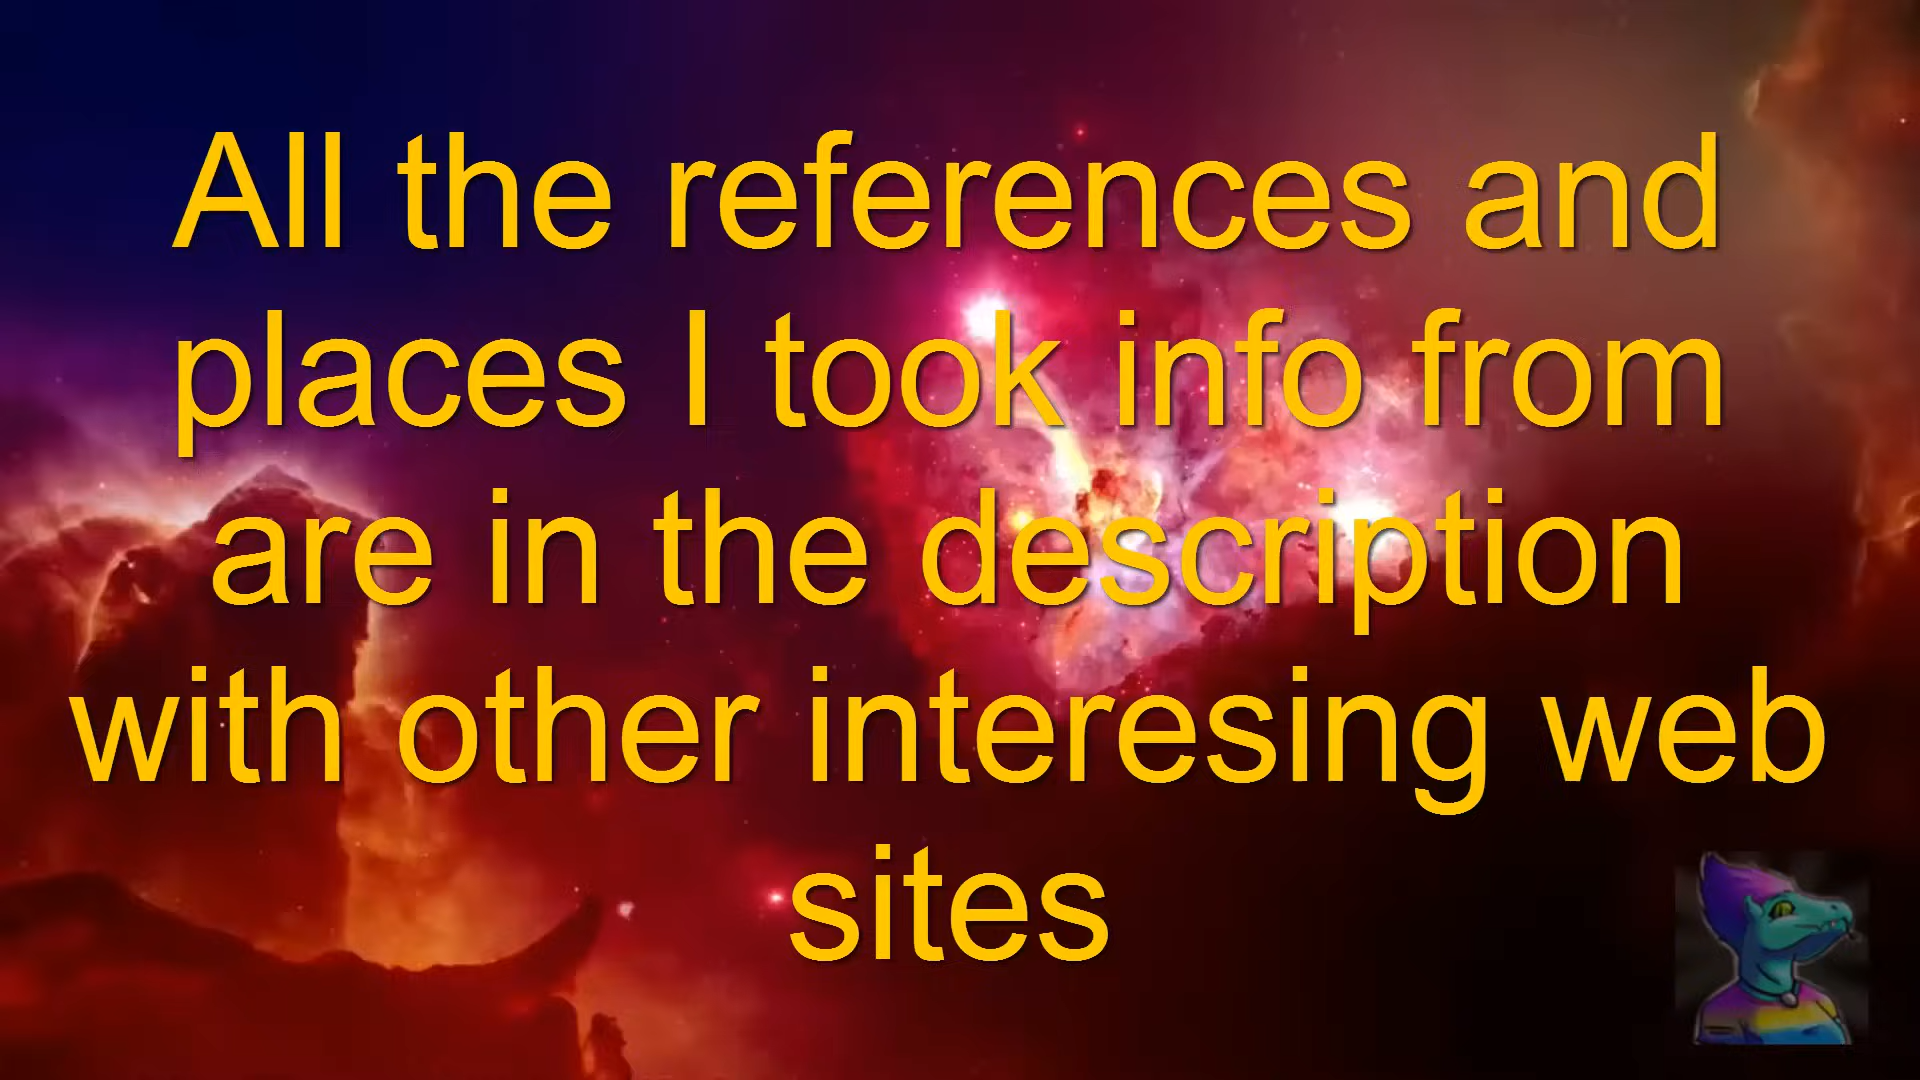 All the references and
places I took info from
are in the description
with other interesing web
sites